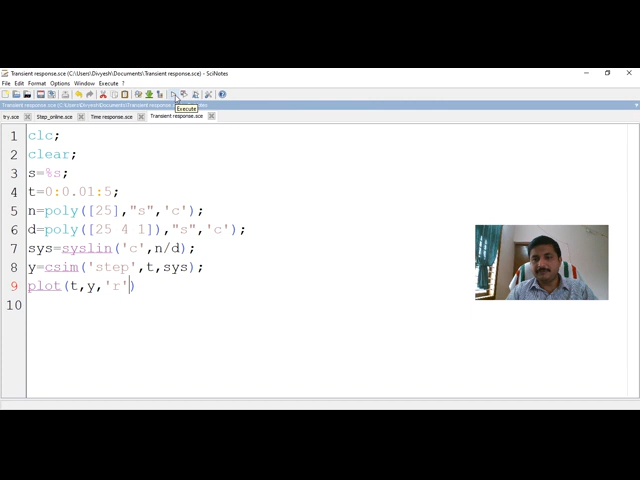 Transient response.sce (C:\Users\Divyesh\Documents\Transient response.sce) - SciNotes
File Edit Format Options Window Execute ?
Execute
try.sce Step_online.sce Time response.sce Transient response.sce
1 clc;
2 clear;
3 s=%s;
4 t=0:0.01:5;
5 n=poly([25],"s",'c');
6 d=poly([25 4 1]),"s",'c');
7 sys=syslin('c',n/d);
8 y=csim('step',t,sys);
9 plot(t,y,'r')
10